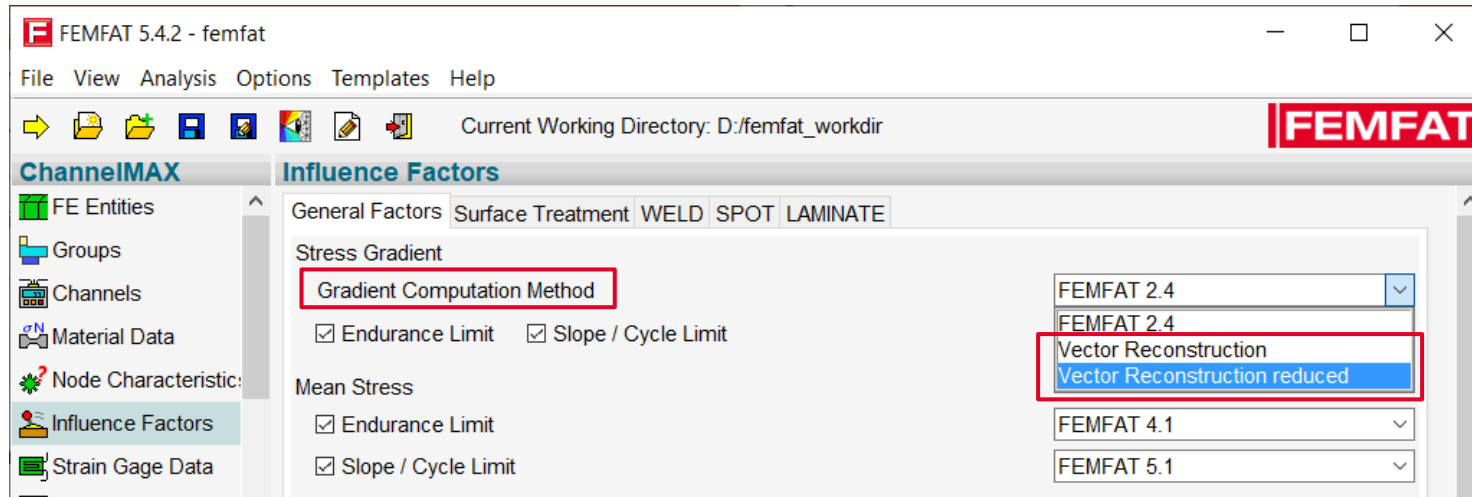 FEMFAT 5.4.2 - femfat
File View Analysis Options Templates Help
Current Working Directory: D:/femfat_workdir
FEMFAT
ChannelMAX
Influence Factors
FE Entities
General Factors Surface Treatment WELD SPOT LAMINATE
Groups
Stress Gradient
Channels
Gradient Computation Method
FEMFAT 2.4
Material Data
Endurance Limit Slope / Cycle Limit
FEMFAT 2.4
Vector Reconstruction
Vector Reconstruction reduced
Node Characteristic
Mean Stress
Influence Factors
Endurance Limit
FEMFAT 4.1
Strain Gage Data
Slope / Cycle Limit
FEMFAT 5.1